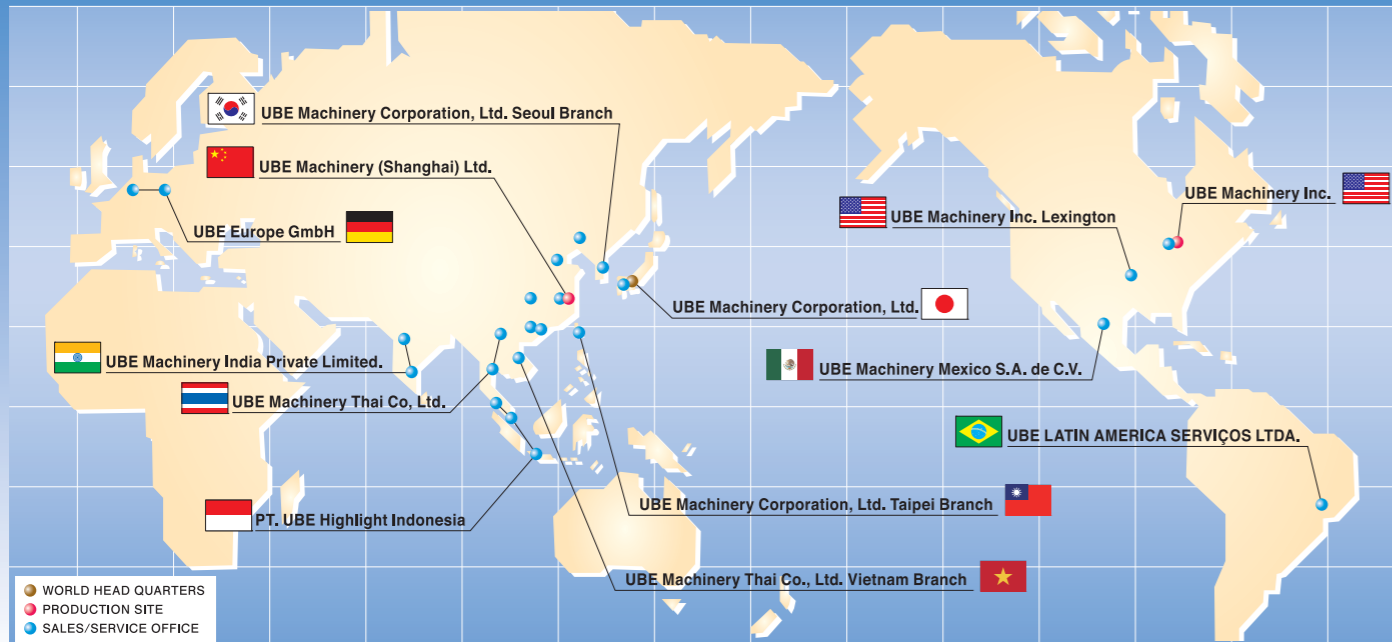 UBE Machinery Corporation, Ltd. Seoul Branch
UBE Machinery (Shanghai) Ltd.
UBE Europe GmbH
UBE Machinery Inc.
UBE Machinery Inc. Lexington
UBE Machinery Corporation, Ltd.
UBE Machinery India Private Limited.
UBE Machinery Mexico S.A. de C.V.
UBE Machinery Thai Co, Ltd.
UBE LATIN AMERICA SERVIÇOS LTDA.
UBE Machinery Corporation, Ltd. Taipei Branch
PT. UBE Highlight Indonesia
UBE Machinery Thai Co., Ltd. Vietnam Branch
WORLD HEAD QUARTERS
PRODUCTION SITE
SALES/SERVICE OFFICE